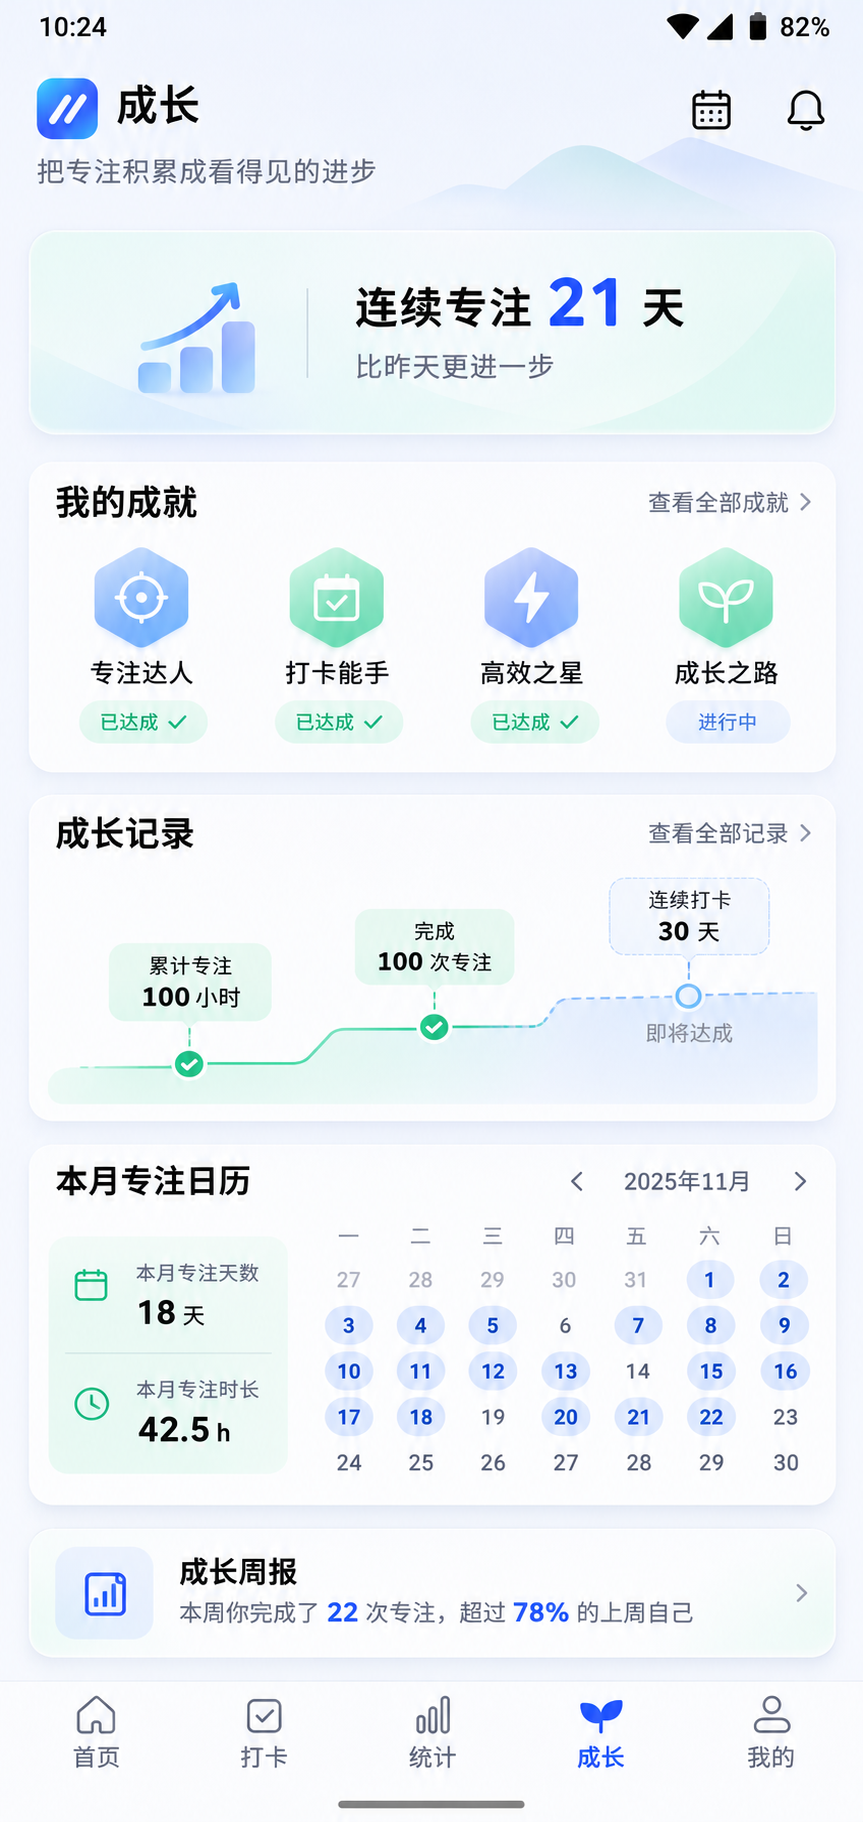 10:24
82%
成长
把专注积累成看得见的进步
连续专注 21 天
比昨天更进一步
我的成就
查看全部成就
专注达人
打卡能手
高效之星
成长之路
已达成
已达成
已达成
进行中
成长记录
查看全部记录
累计专注
100 小时
完成
100 次专注
连续打卡
30 天
即将达成
本月专注日历
2025年11月
本月专注天数
18 天
本月专注时长
42.5 h
一 二 三 四 五 六 日
27 28 29 30 31 1 2
3 4 5 6 7 8 9
10 11 12 13 14 15 16
17 18 19 20 21 22 23
24 25 26 27 28 29 30
成长周报
本周你完成了 22 次专注，超过 78% 的上周自己
首页
打卡
统计
成长
我的